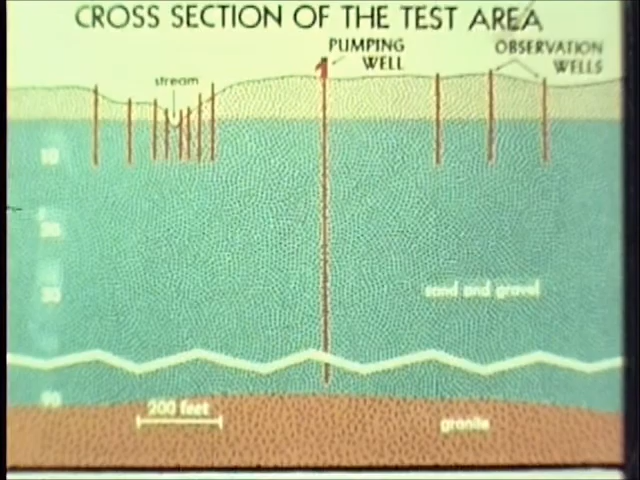 CROSS SECTION OF THE TEST AREA
PUMPING
WELL
OBSERVATION
WELLS
stream
10
30
sand and gravel
90
200 feet
granite